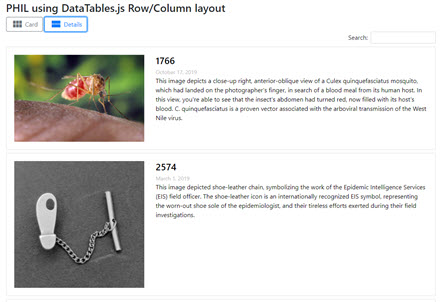 PHIL using DataTables.js Row/Column layout
Card
Details
Search:
1766
October 13, 2019
This image depicts a close-up right, anterior-oblique view of a Culex quinquefasciatus mosquito,
which had landed on the photographer's finger, in search of a blood meal from its human host. In
this view, you're able to see that the insect's abdomen had turned red, now filled with its host's
blood. C. quinquefasciatus is a proven vector associated with the arboviral transmission of the West
Nile virus.
2574
March 1, 2019
This image depicted shoe-leather chain, symbolizing the work of the Epidemic Intelligence Services
(EIS) field officer. The shoe-leather icon is an internationally recognized EIS symbol, representing
the worn-out shoe sole of the epidemiologist, and their tireless efforts exerted during their field
investigations.